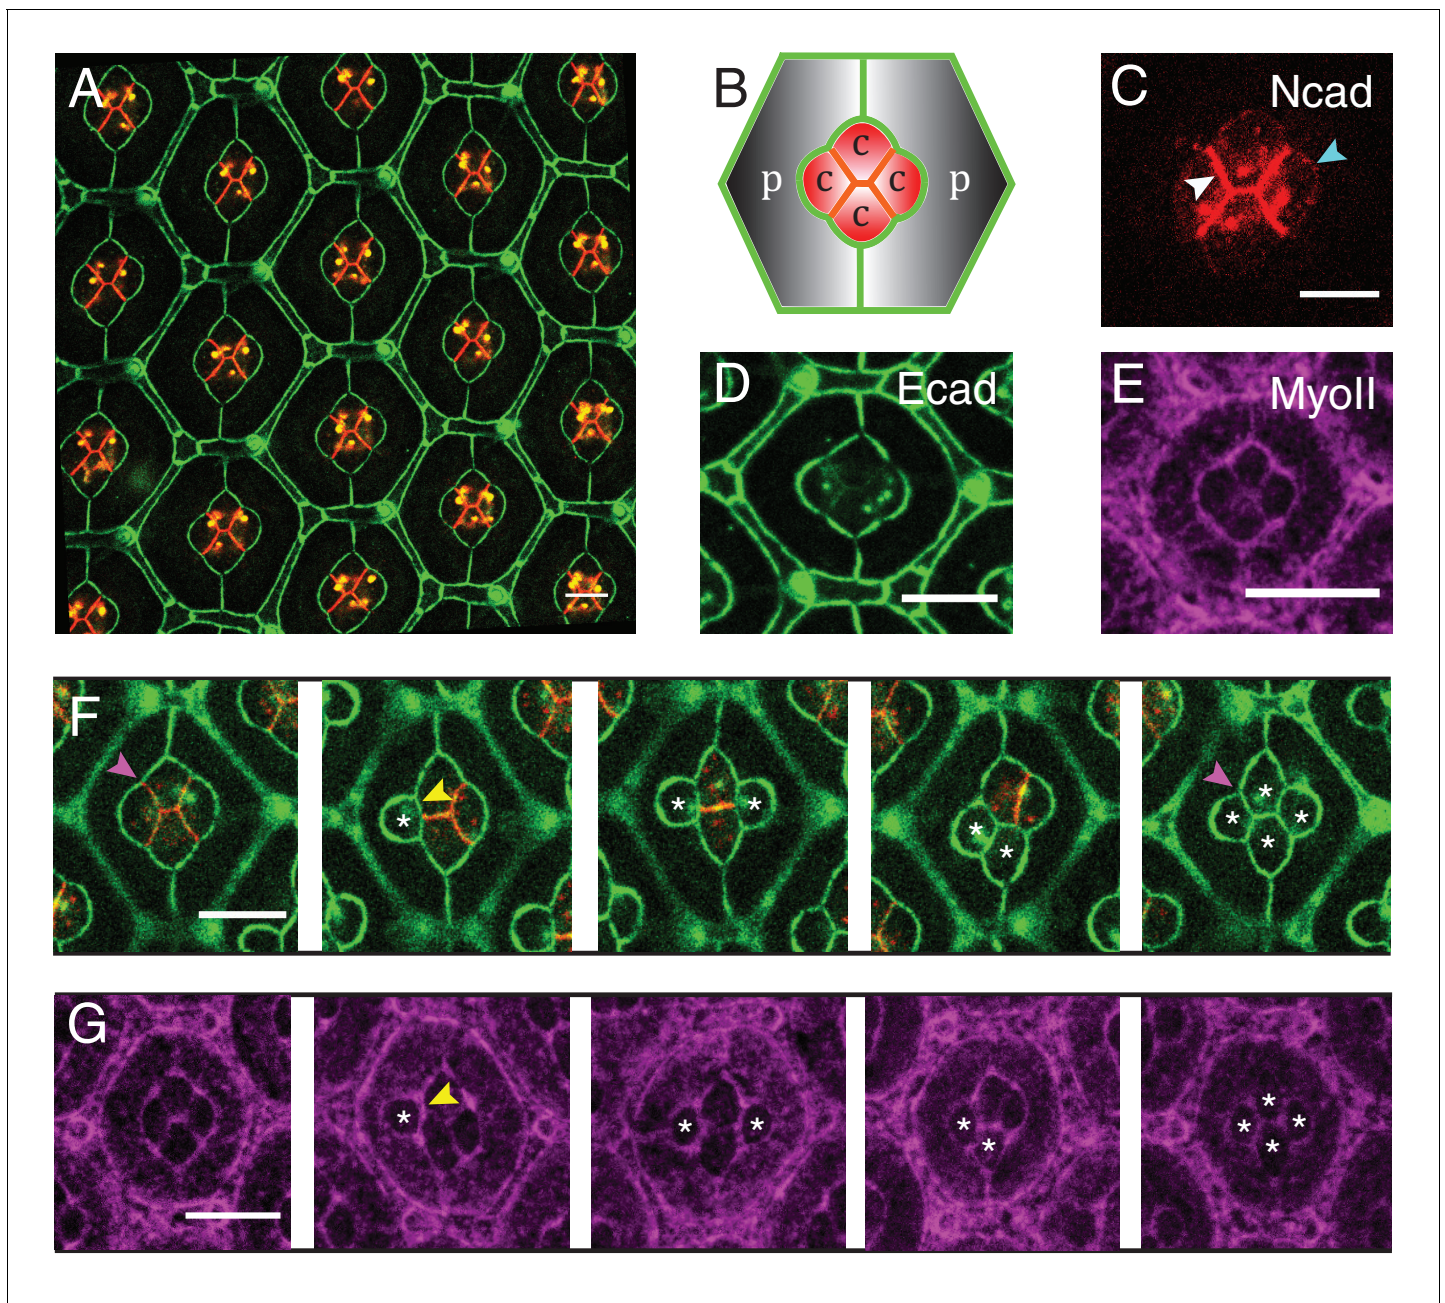 A
B
c
p c c p
c
C Ncad
D Ecad
E MyoII
F
* * * * * * * * *
G
* * * * * * * * *